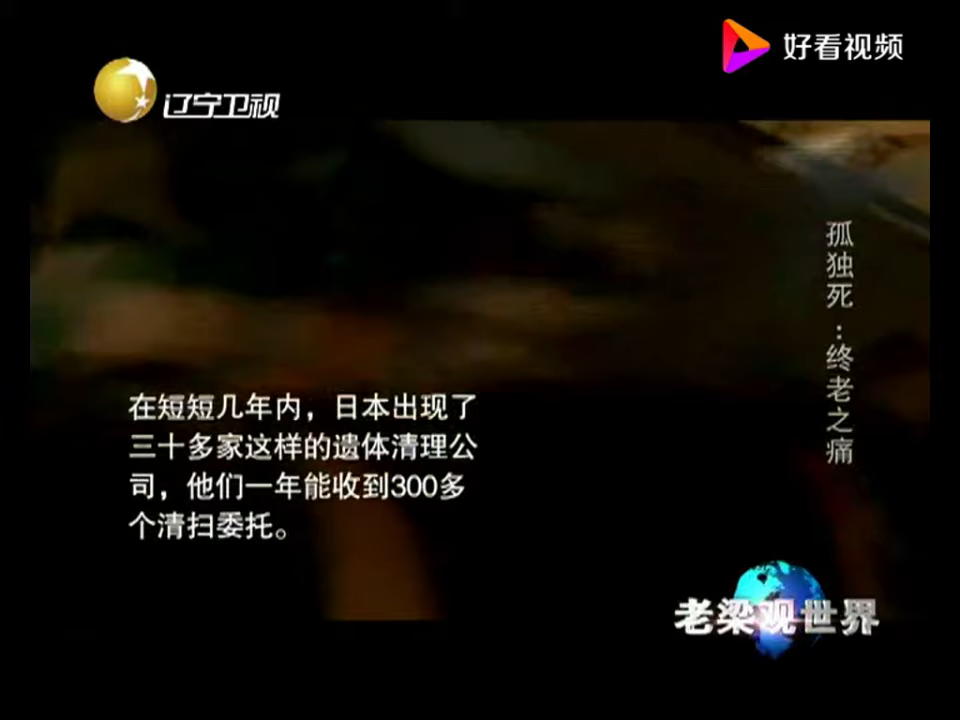 好看视频
辽宁卫视
孤独死：终老之痛
在短短几年内，日本出现了
三十多家这样的遗体清理公
司，他们一年能收到300多
个清扫委托。
老梁观世界